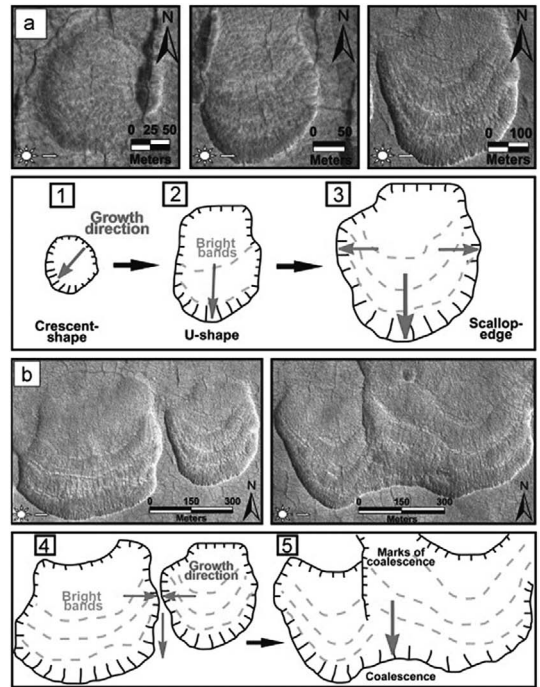 a
N
0 25 50
Meters
N
0 50
Meters
N
0 100
Meters
1
2
3
Growth
direction
Bright
bands
Crescent-
shape
U-shape
Scallop-
edge
b
0 150 300
Meters
N
0 150 300
Meters
N
4
5
Growth
direction
Bright
bands
Marks of
coalescence
Coalescence